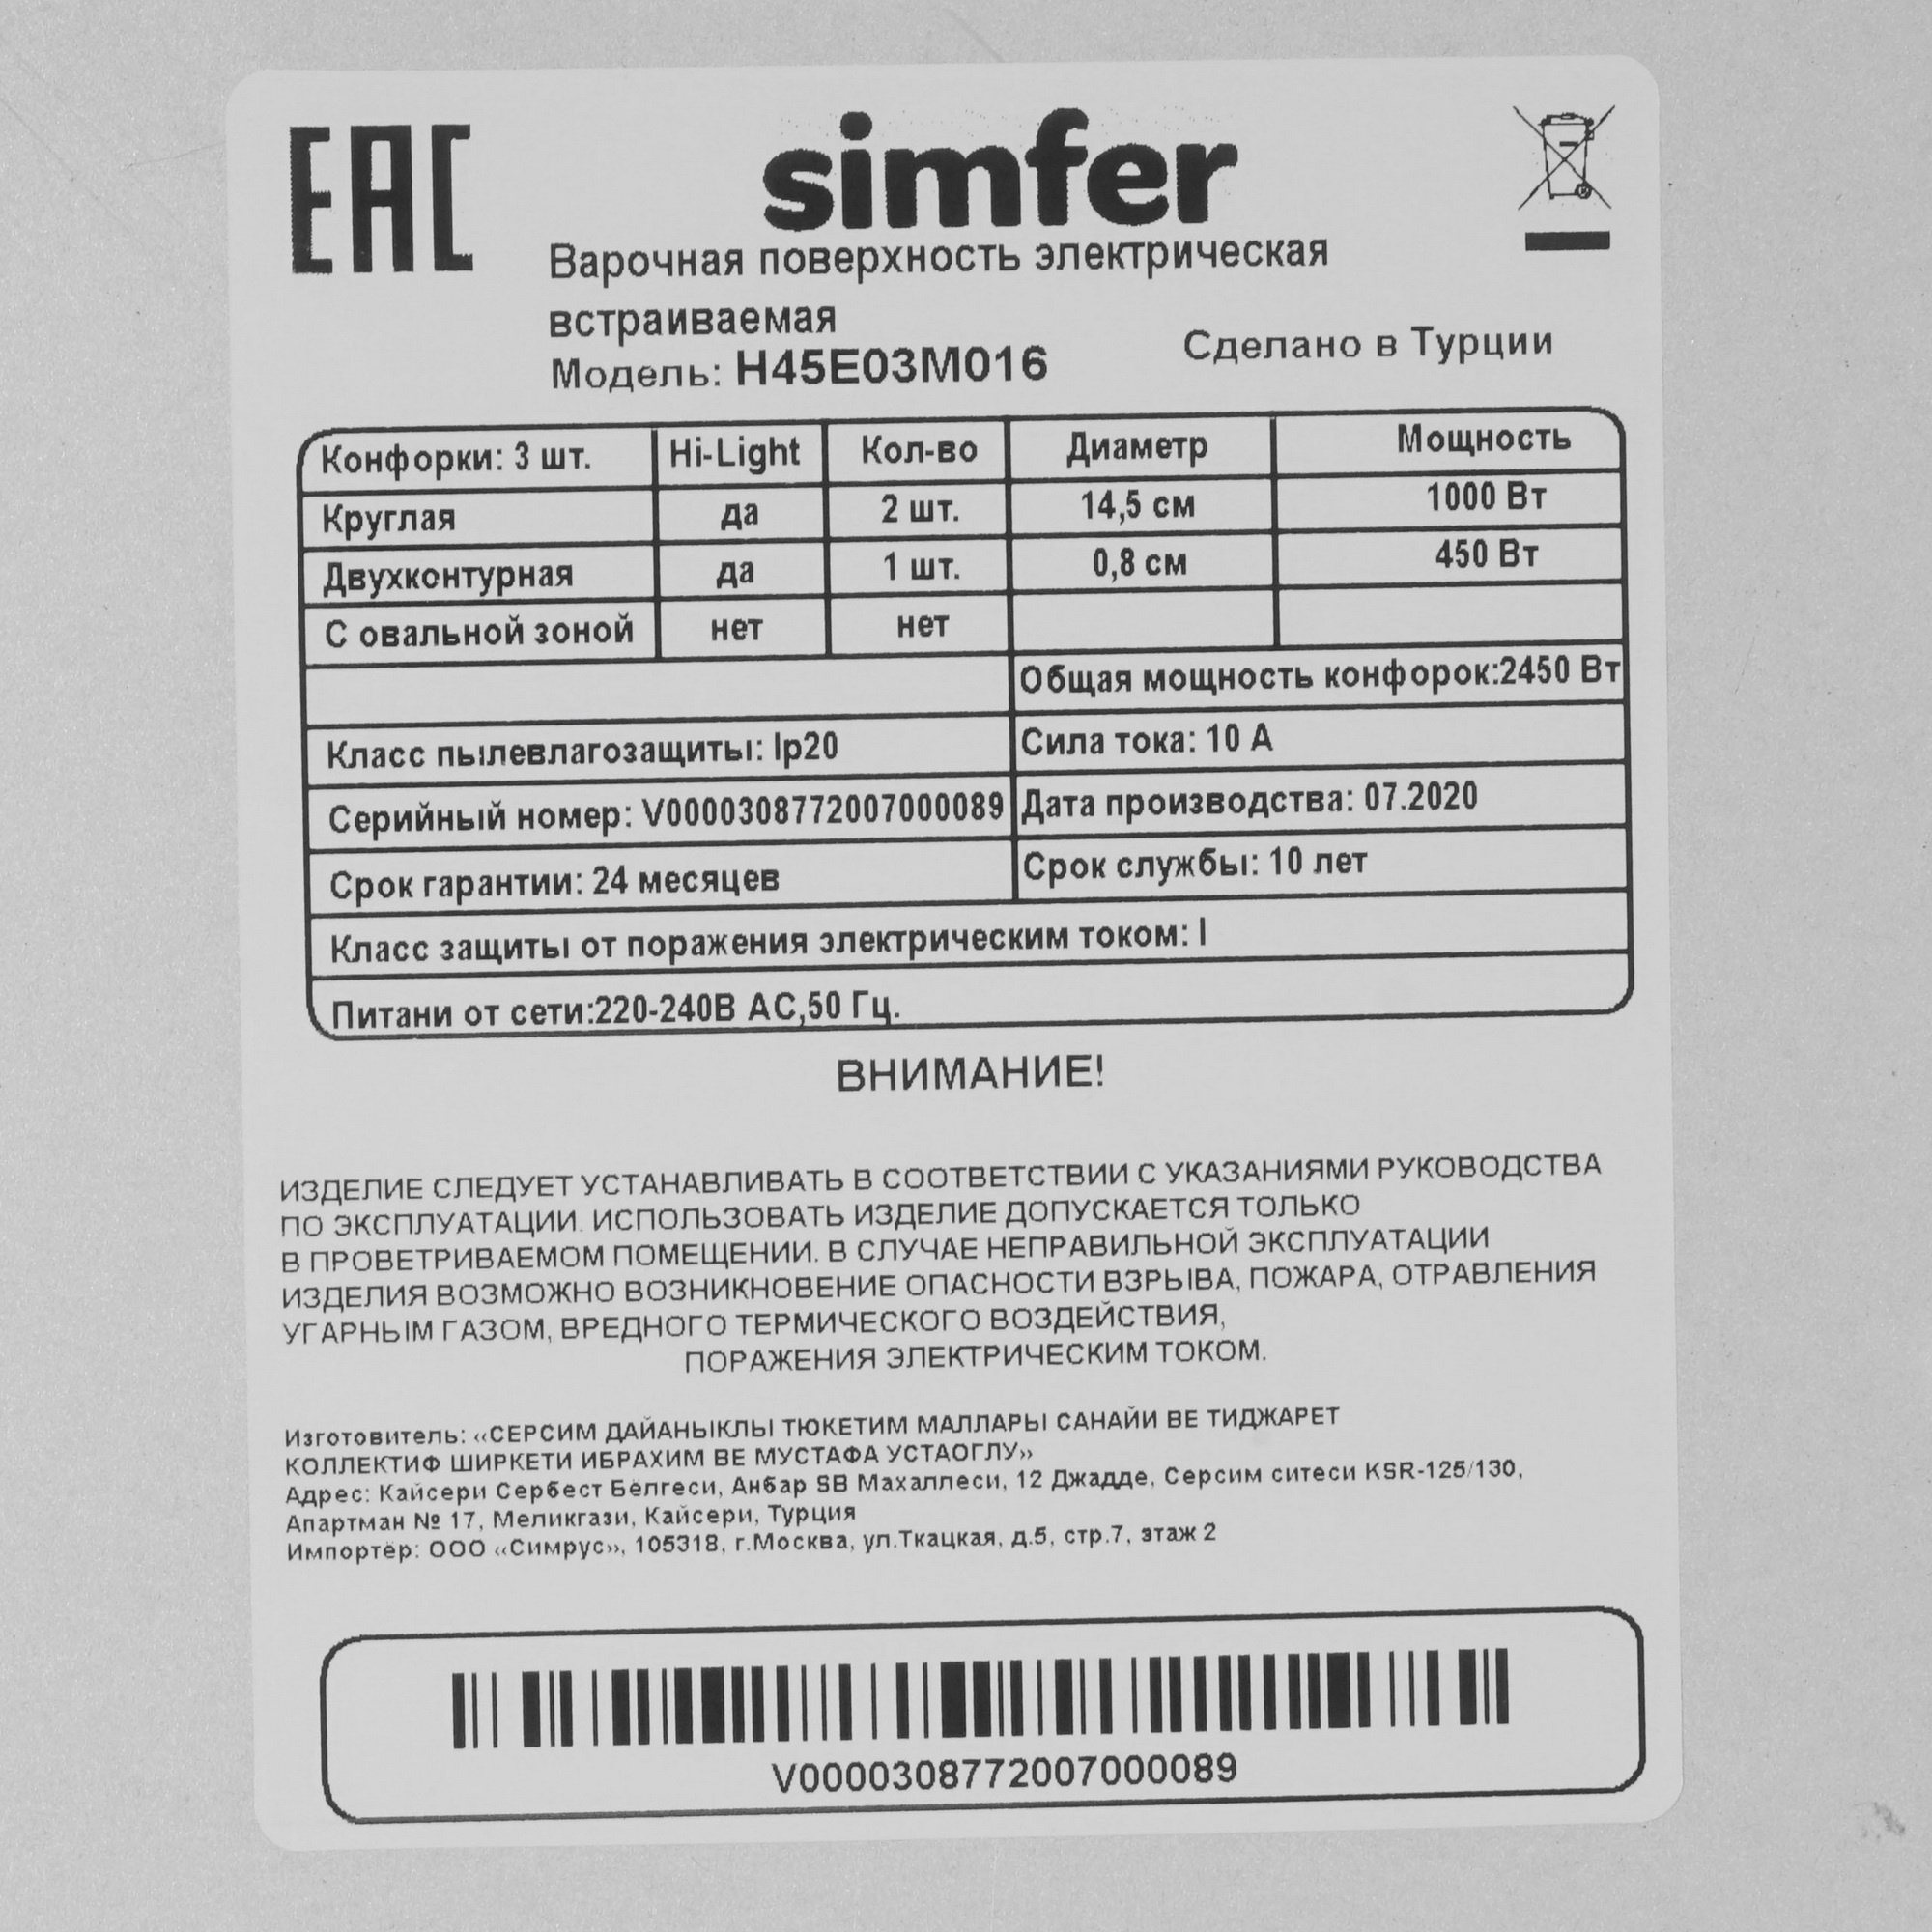 EAC
simfer
Варочная поверхность электрическая
встраиваемая
Модель: H45E03M016
Сделано в Турции
Конфорки: 3 шт. Hi-Light Кол-во Диаметр Мощность
Круглая да 2 шт. 14,5 см 1000 Вт
Двухконтурная да 1 шт. 0,8 см 450 Вт
С овальной зоной нет нет
Общая мощность конфорок:2450 Вт
Класс пылевлагозащиты: Ip20 Сила тока: 10 А
Серийный номер: V0000308772007000089 Дата производства: 07.2020
Срок гарантии: 24 месяцев Срок службы: 10 лет
Класс защиты от поражения электрическим током: I
Питани от сети:220-240В АС,50 Гц.
ВНИМАНИЕ!
ИЗДЕЛИЕ СЛЕДУЕТ УСТАНАВЛИВАТЬ В СООТВЕТСТВИИ С УКАЗАНИЯМИ РУКОВОДСТВА
ПО ЭКСПЛУАТАЦИИ. ИСПОЛЬЗОВАТЬ ИЗДЕЛИЕ ДОПУСКАЕТСЯ ТОЛЬКО
В ПРОВЕТРИВАЕМОМ ПОМЕЩЕНИИ. В СЛУЧАЕ НЕПРАВИЛЬНОЙ ЭКСПЛУАТАЦИИ
ИЗДЕЛИЯ ВОЗМОЖНО ВОЗНИКНОВЕНИЕ ОПАСНОСТИ ВЗРЫВА, ПОЖАРА, ОТРАВЛЕНИЯ
УГАРНЫМ ГАЗОМ, ВРЕДНОГО ТЕРМИЧЕСКОГО ВОЗДЕЙСТВИЯ,
ПОРАЖЕНИЯ ЭЛЕКТРИЧЕСКИМ ТОКОМ.
Изготовитель: «СЕРСИМ ДАЙАНЫКЛЫ ТЮКЕТИМ МАЛЛАРЫ САНАЙИ ВЕ ТИДЖАРЕТ
КОЛЛЕКТИФ ШИРКЕТИ ИБРАХИМ ВЕ МУСТАФА УСТАОГЛУ»
Адрес: Кайсери Сербест Бёлгеси, Анбар SB Махаллеси, 12 Джадде, Серсим ситеси KSR-125/130,
Апартман № 17, Меликгази, Кайсери, Турция
Импортёр: ООО «Симрус», 105318, г.Москва, ул.Ткацкая, д.5, стр.7, этаж 2
V0000308772007000089